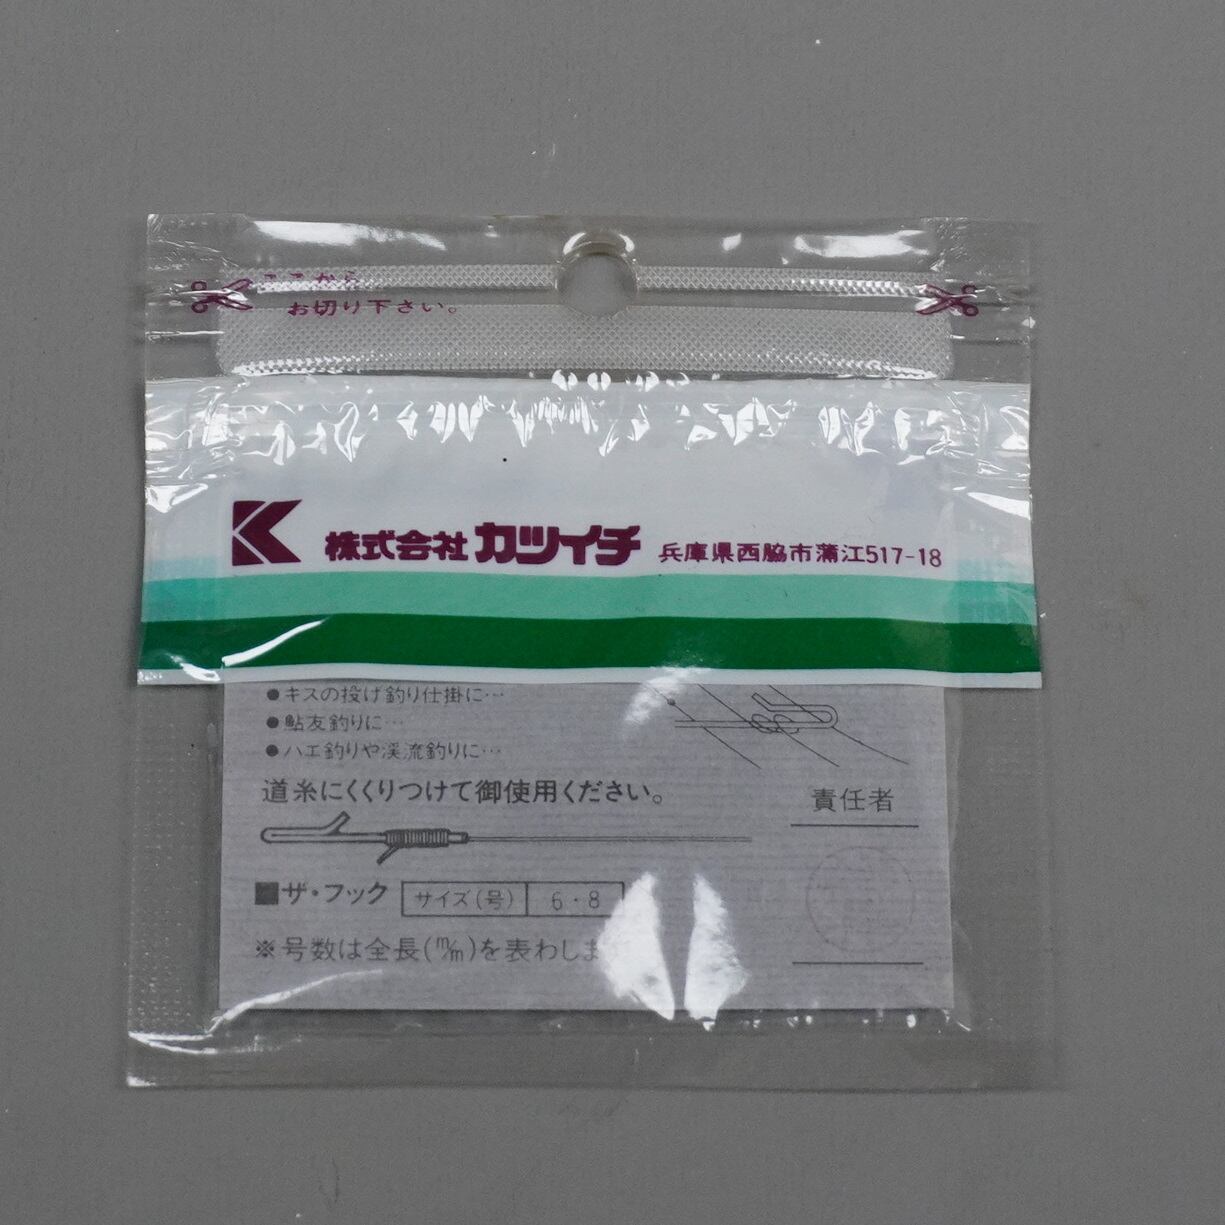 ここから
お切り下さい。
K 株式会社 カツイチ 兵庫県西脇市蒲江517-18
●キスの投げ釣り仕掛に…
●鮎友釣りに…
●ハエ釣りや渓流釣りに…
道糸にくくりつけて御使用ください。
責任者
■ザ・フック サイズ(号) 6・8
※号数は全長(m/m)を表わしま